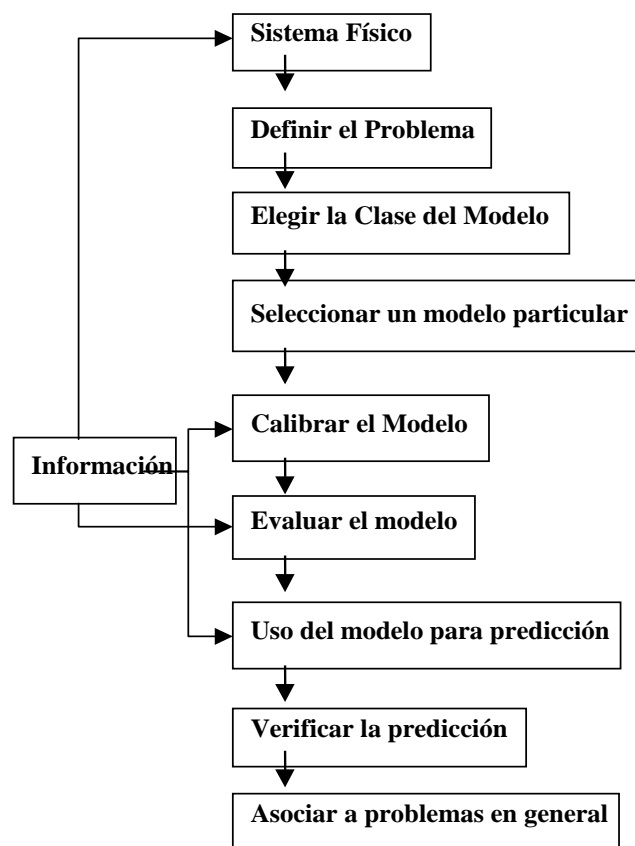 Sistema Físico
Definir el Problema
Elegir la Clase del Modelo
Seleccionar un modelo particular
Calibrar el Modelo
Información
Evaluar el modelo
Uso del modelo para predicción
Verificar la predicción
Asociar a problemas en general